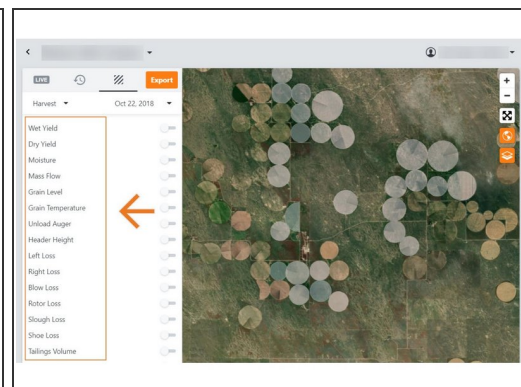 LIVE
Export
Harvest
Oct 22, 2018
Wet Yield
Dry Yield
Moisture
Mass Flow
Grain Level
Grain Temperature
Unload Auger
Header Height
Left Loss
Right Loss
Blow Loss
Rotor Loss
Slough Loss
Shoe Loss
Tailings Volume